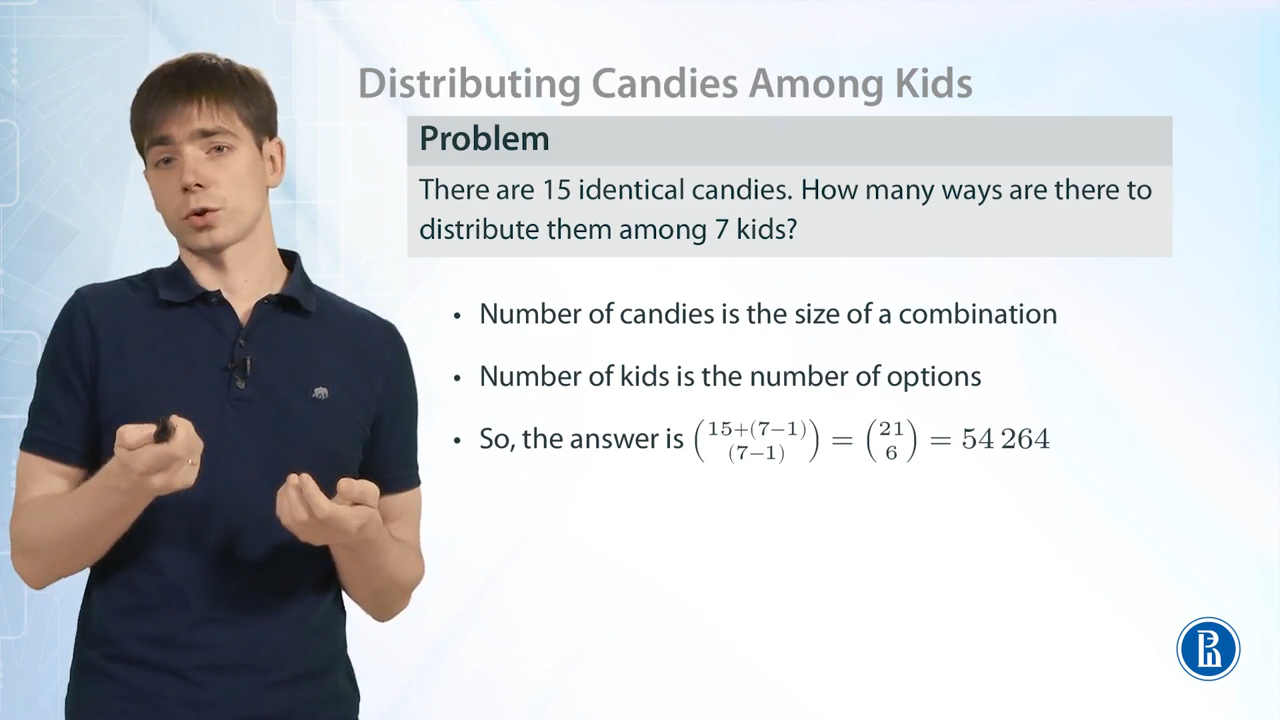 Distributing Candies Among Kids
Problem
There are 15 identical candies. How many ways are there to
distribute them among 7 kids?
• Number of candies is the size of a combination
• Number of kids is the number of options
• So, the answer is (15+(7−1) (7−1)) = (21 6) = 54 264